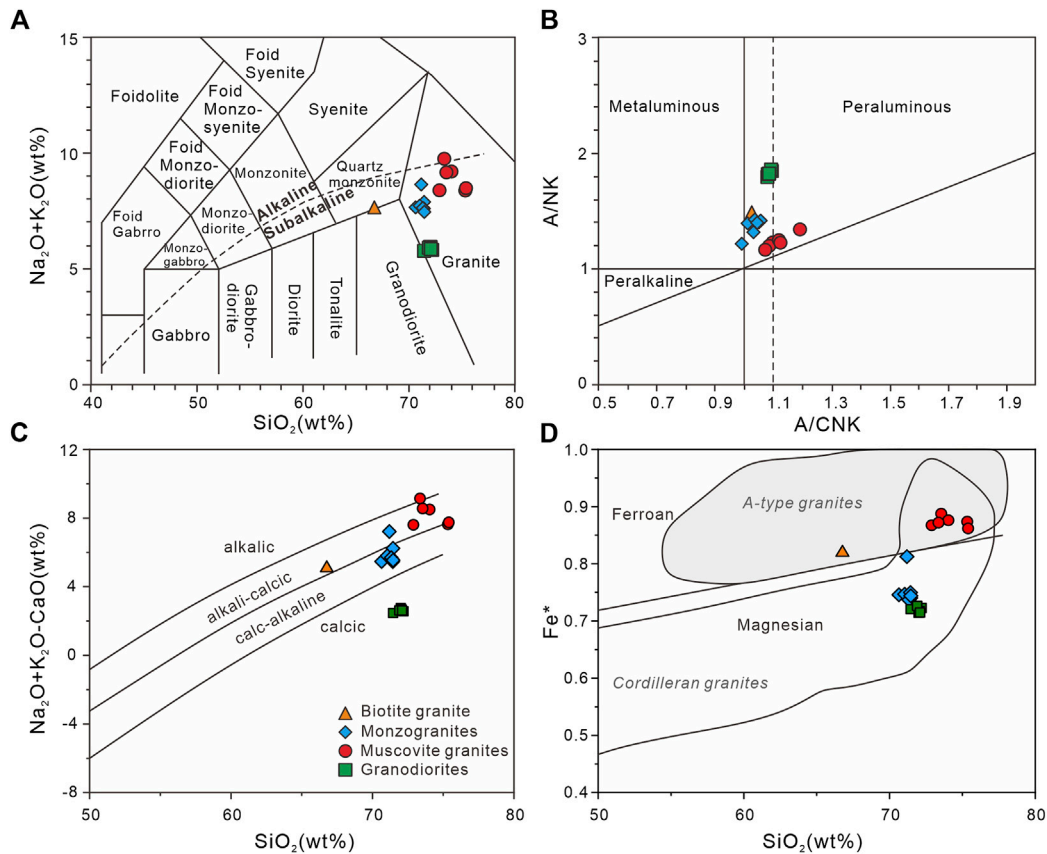 A
15
10
5
0
Na₂O+K₂O(wt%)
Foid
Syenite
Foidolite
Foid
Monzo-
syenite
Syenite
Foid
Monzo-
diorite
Monzonite
Quartz
monzonite
Alkaline
Subalkaline
Foid
Gabbro
Monzo-
diorite
Monzo-
gabbro
Granite
Gabbro
Gabbro-
diorite
Diorite
Tonalite
Granodiorite
40
50
60
70
80
SiO₂(wt%)
B
3
2
1
0
A/NK
Metaluminous
Peraluminous
Peralkaline
0.5
0.7
0.9
1.1
1.3
1.5
1.7
1.9
A/CNK
C
12
8
4
0
-4
-8
Na₂O+K₂O-CaO(wt%)
alkalic
alkali-calcic
calc-alkaline
calcic
Biotite granite
Monzogranites
Muscovite granites
Granodiorites
50
60
70
80
SiO₂(wt%)
D
1.0
0.9
0.8
0.7
0.6
0.5
0.4
Fe*
A-type granites
Ferroan
Magnesian
Cordilleran granites
50
60
70
80
SiO₂(wt%)